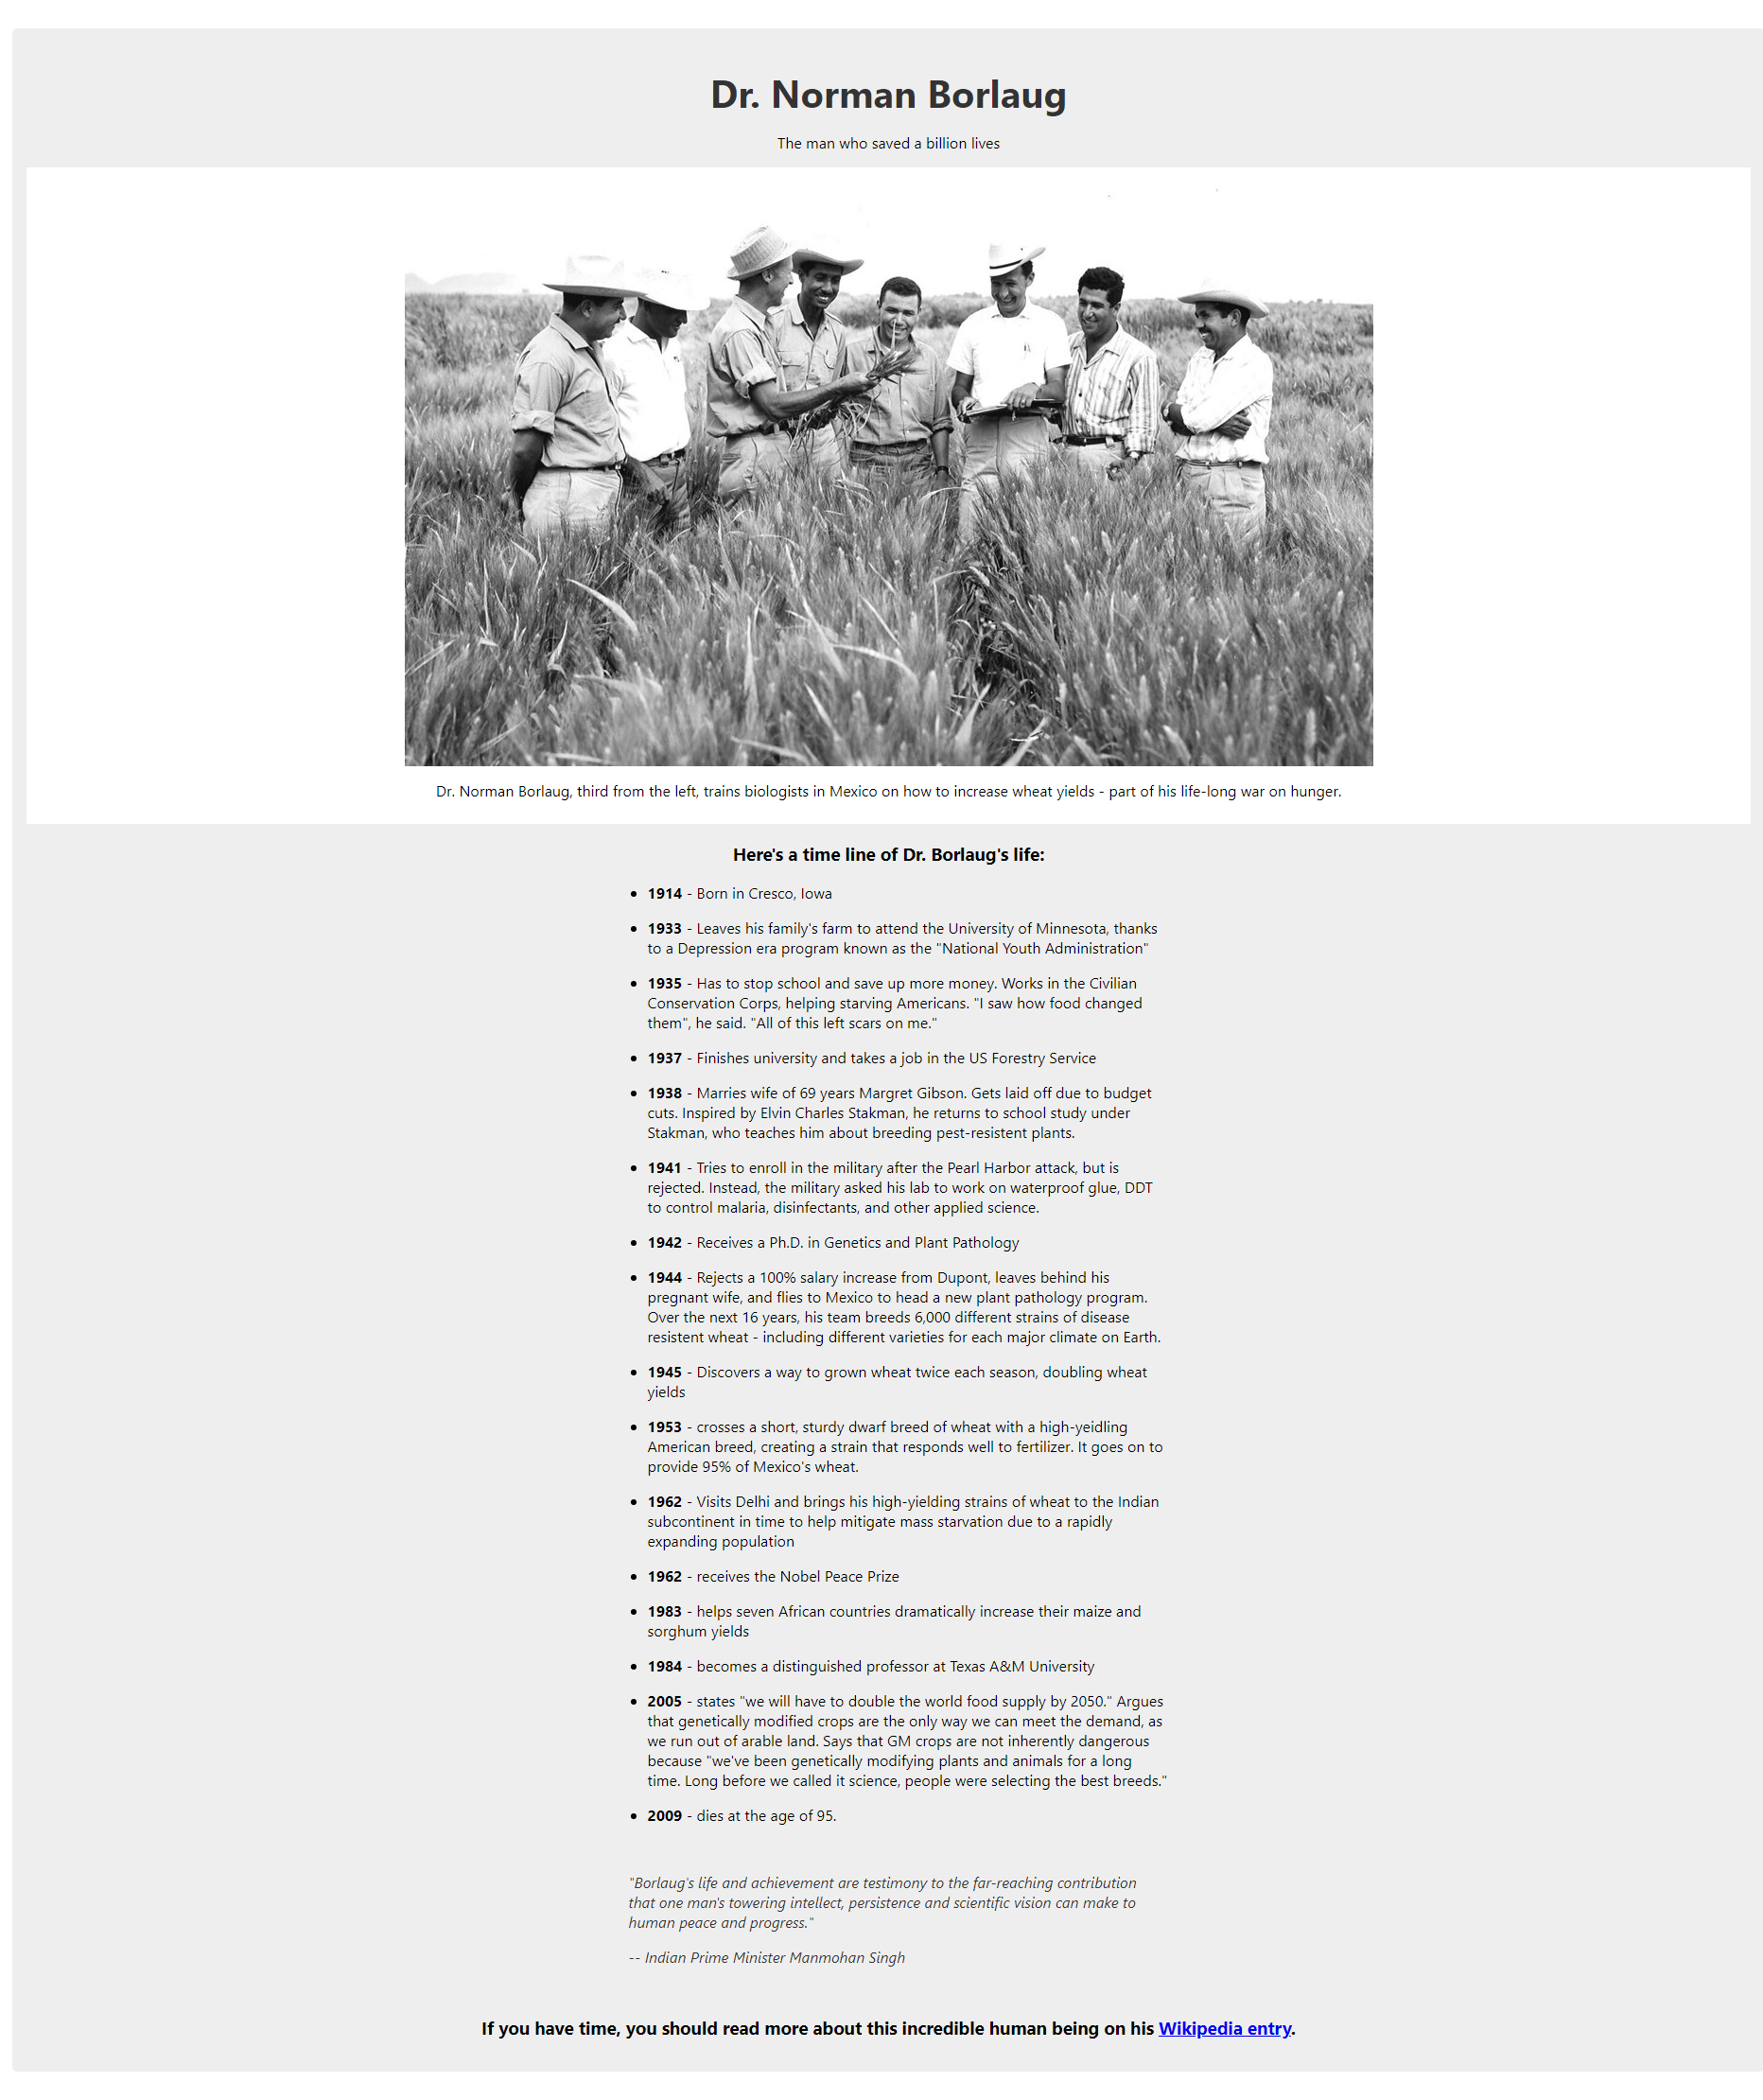 Dr. Norman Borlaug
The man who saved a billion lives
Dr. Norman Borlaug, third from the left, trains biologists in Mexico on how to increase wheat yields - part of his life-long war on hunger.
Here's a time line of Dr. Borlaug's life:
• 1914 - Born in Cresco, Iowa
• 1933 - Leaves his family's farm to attend the University of Minnesota, thanks
to a Depression era program known as the "National Youth Administration"
• 1935 - Has to stop school and save up more money. Works in the Civilian
Conservation Corps, helping starving Americans. "I saw how food changed
them", he said. "All of this left scars on me."
• 1937 - Finishes university and takes a job in the US Forestry Service
• 1938 - Marries wife of 69 years Margret Gibson. Gets laid off due to budget
cuts. Inspired by Elvin Charles Stakman, he returns to school study under
Stakman, who teaches him about breeding pest-resistent plants.
• 1941 - Tries to enroll in the military after the Pearl Harbor attack, but is
rejected. Instead, the military asked his lab to work on waterproof glue, DDT
to control malaria, disinfectants, and other applied science.
• 1942 - Receives a Ph.D. in Genetics and Plant Pathology
• 1944 - Rejects a 100% salary increase from Dupont, leaves behind his
pregnant wife, and flies to Mexico to head a new plant pathology program.
Over the next 16 years, his team breeds 6,000 different strains of disease
resistent wheat - including different varieties for each major climate on Earth.
• 1945 - Discovers a way to grown wheat twice each season, doubling wheat
yields
• 1953 - crosses a short, sturdy dwarf breed of wheat with a high-yeidling
American breed, creating a strain that responds well to fertilizer. It goes on to
provide 95% of Mexico's wheat.
• 1962 - Visits Delhi and brings his high-yielding strains of wheat to the Indian
subcontinent in time to help mitigate mass starvation due to a rapidly
expanding population
• 1962 - receives the Nobel Peace Prize
• 1983 - helps seven African countries dramatically increase their maize and
sorghum yields
• 1984 - becomes a distinguished professor at Texas A&M University
• 2005 - states "we will have to double the world food supply by 2050." Argues
that genetically modified crops are the only way we can meet the demand, as
we run out of arable land. Says that GM crops are not inherently dangerous
because "we've been genetically modifying plants and animals for a long
time. Long before we called it science, people were selecting the best breeds."
• 2009 - dies at the age of 95.
"Borlaug's life and achievement are testimony to the far-reaching contribution
that one man's towering intellect, persistence and scientific vision can make to
human peace and progress."
-- Indian Prime Minister Manmohan Singh
If you have time, you should read more about this incredible human being on his Wikipedia entry.